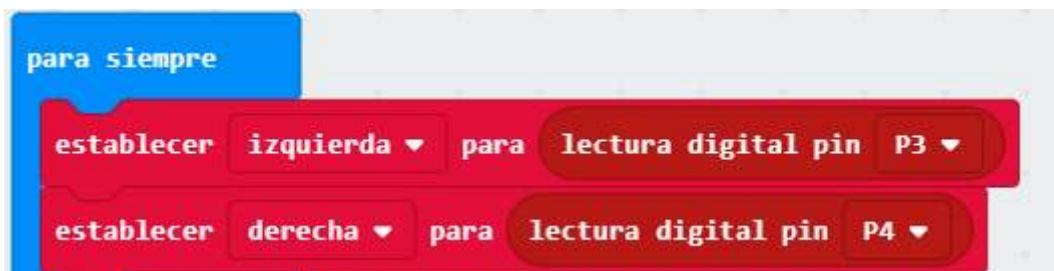 para siempre
establecer izquierda para lectura digital pin P3
establecer derecha para lectura digital pin P4